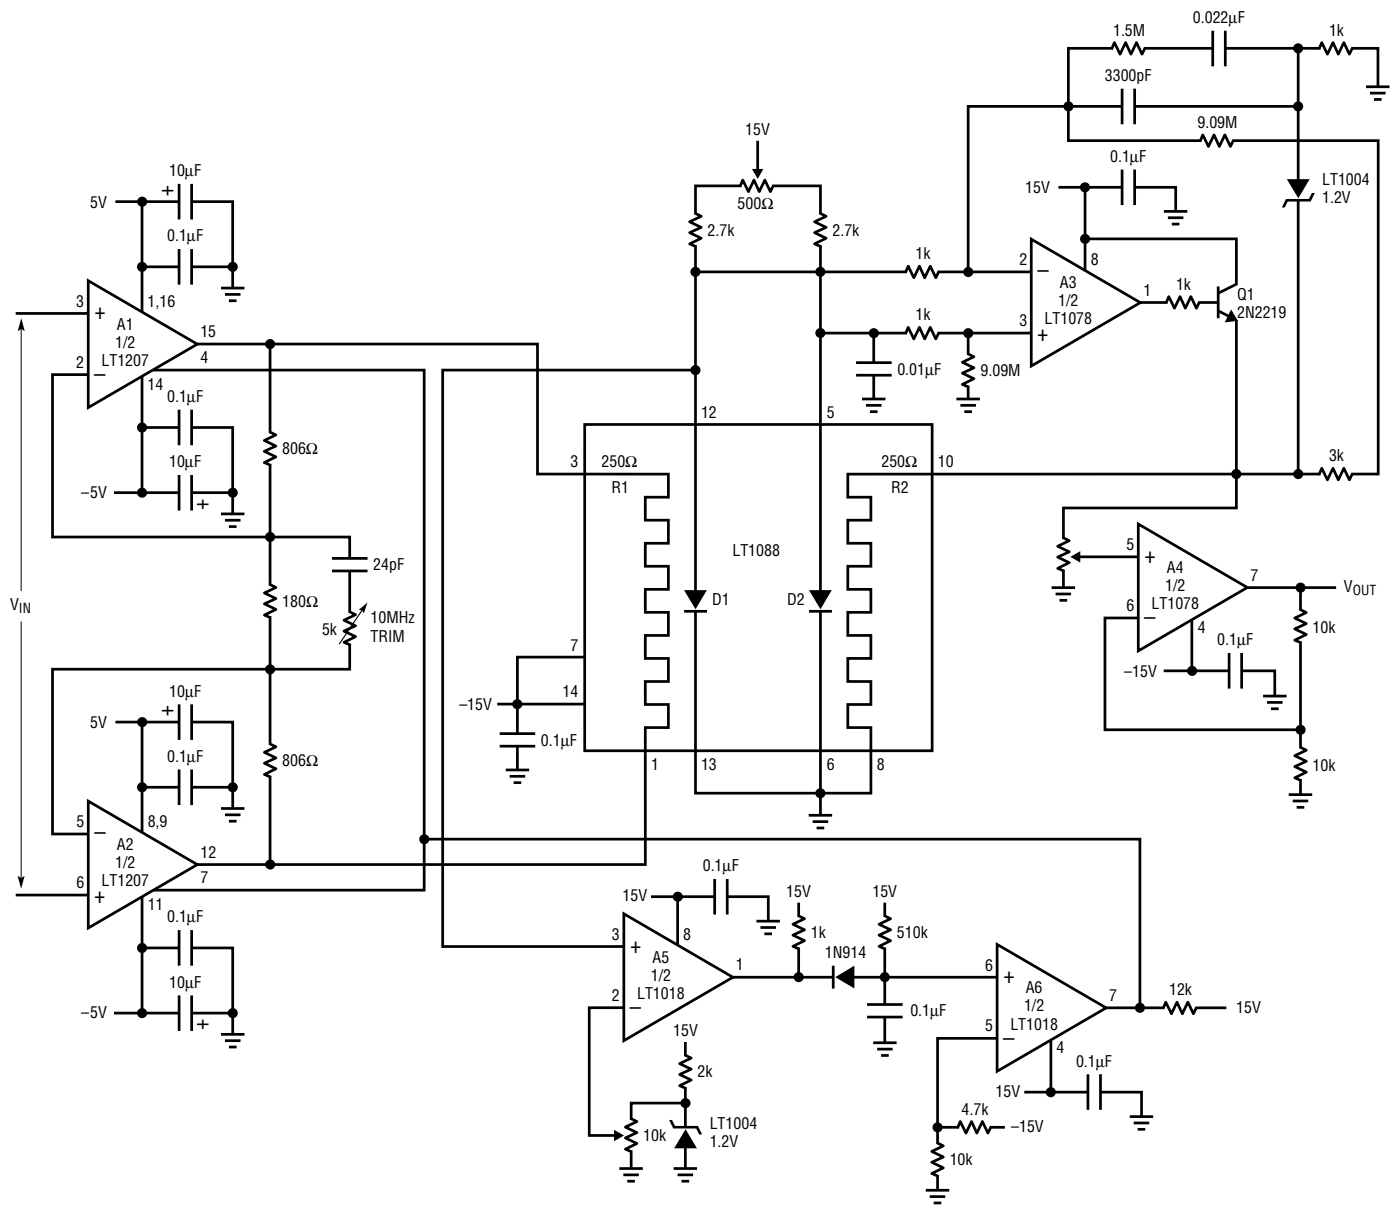 1.5M
0.022µF
1k
3300pF
9.09M
15V
0.1µF
LT1004
1.2V
15V
500Ω
2.7k
2.7k
1k
2
–
A3
1/2
LT1078
8
1
1k
Q1
2N2219
1k
3
+
0.01µF
9.09M
10µF
+
5V
0.1µF
3
+
A1
1/2
LT1207
1,16
15
4
2
–
14
0.1µF
10µF
–5V
+
806Ω
24pF
180Ω
5k
10MHz
TRIM
VIN
10µF
+
5V
0.1µF
806Ω
5
–
A2
1/2
LT1207
8,9
12
7
6
+
11
0.1µF
10µF
–5V
+
12
5
3
250Ω
R1
250Ω
R2
10
LT1088
D1
D2
7
14
–15V
0.1µF
1
13
6
8
3k
5
+
A4
1/2
LT1078
7
VOUT
6
–
4
–15V
0.1µF
10k
10k
15V
0.1µF
8
3
+
A5
1/2
LT1018
1
2
–
15V
1k
1N914
15V
510k
0.1µF
15V
2k
10k
LT1004
1.2V
6
+
A6
1/2
LT1018
7
12k
15V
5
–
4
15V
0.1µF
4.7k
–15V
10k